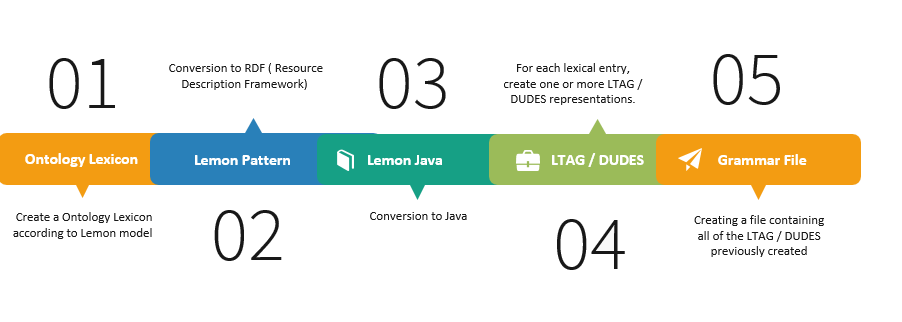 01
Ontology Lexicon
Create a Ontology Lexicon
according to Lemon model
Conversion to RDF ( Resource
Description Framework)
Lemon Pattern
02
03
Lemon Java
Conversion to Java
For each lexical entry,
create one or more LTAG /
DUDES representations.
LTAG / DUDES
04
05
Grammar File
Creating a file containing
all of the LTAG / DUDES
previously created